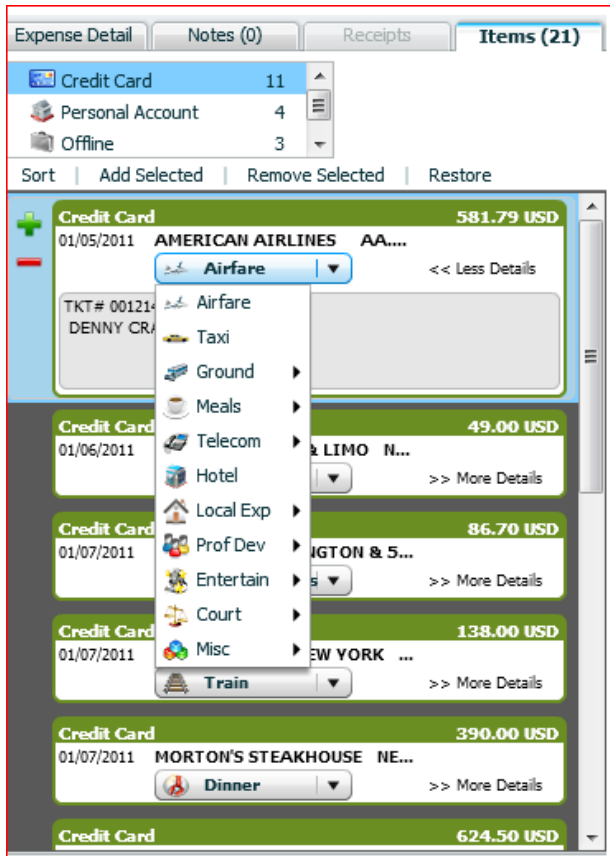 Expense Detail Notes (0) Receipts Items (21)
Credit Card 11
Personal Account 4
Offline 3
Sort | Add Selected | Remove Selected | Restore
Credit Card 581.79 USD
01/05/2011 AMERICAN AIRLINES AA....
Airfare << Less Details
TKT# 00121
DENNY
Airfare
Taxi
Ground
Meals
Telecom
Hotel
Local Exp
Prof Dev
Entertain
Court
Misc
Credit Card 49.00 USD
01/06/2011 & LIMO N...
>> More Details
Credit Card 86.70 USD
01/07/2011 NGTON & 5...
s >> More Details
Credit Card 138.00 USD
01/07/2011 EW YORK ...
Train >> More Details
Credit Card 390.00 USD
01/07/2011 MORTON'S STEAKHOUSE NE...
Dinner >> More Details
Credit Card 624.50 USD